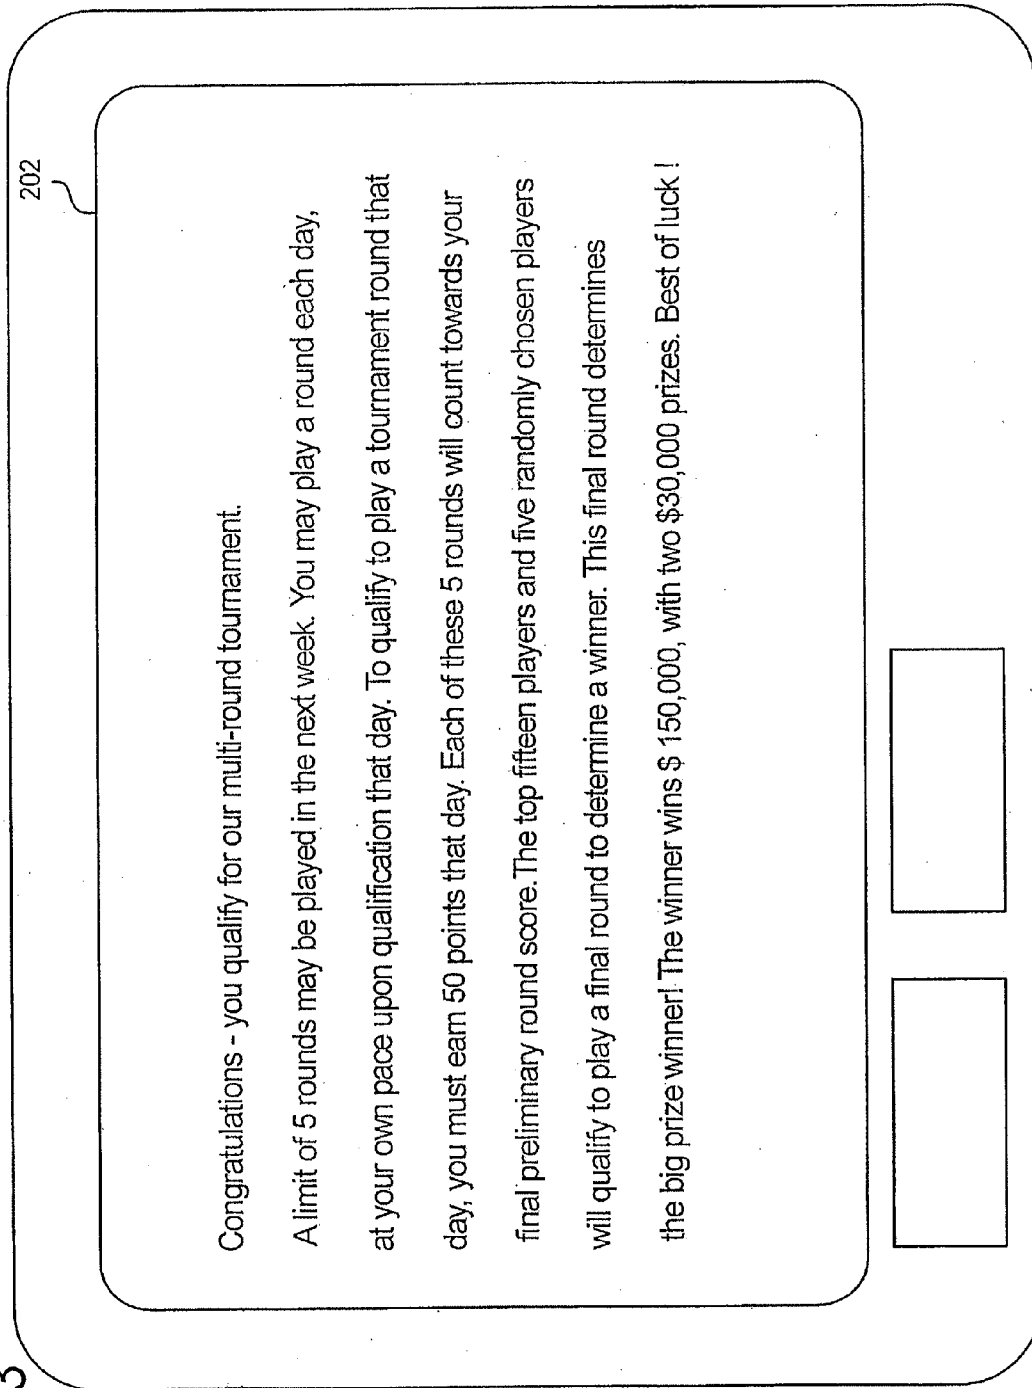 202
Congratulations - you qualify for our multi-round tournament.
A limit of 5 rounds may be played in the next week. You may play a round each day,
at your own pace upon qualification that day. To qualify to play a tournament round that
day, you must earn 50 points that day. Each of these 5 rounds will count towards your
final preliminary round score.The top fifteen players and five randomly chosen players
will qualify to play a final round to determine a winner. This final round determines
the big prize winner! The winner wins $ 150,000, with two $30,000 prizes. Best of luck !